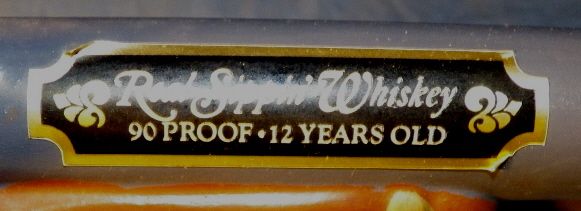 Real Sippin' Whiskey
90 PROOF • 12 YEARS OLD